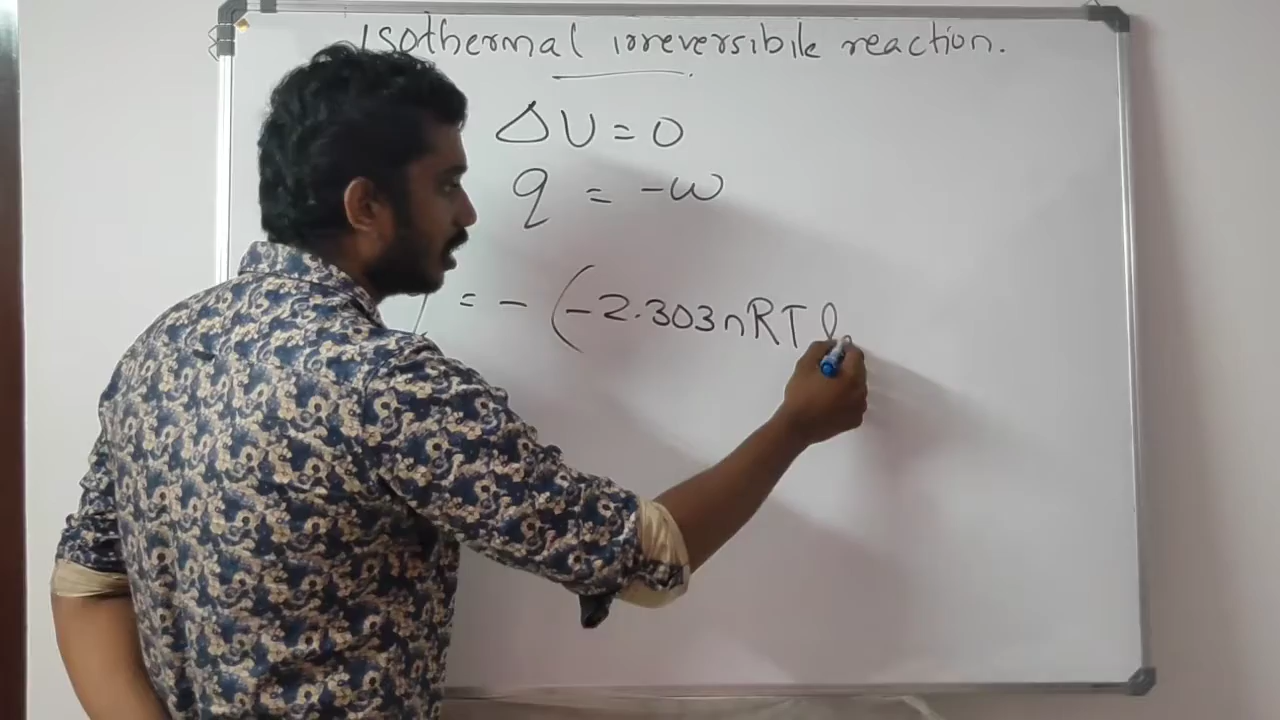 Isothermal irreversibile reaction.
ΔU = 0
q = -w
= - (-2.303nRT l